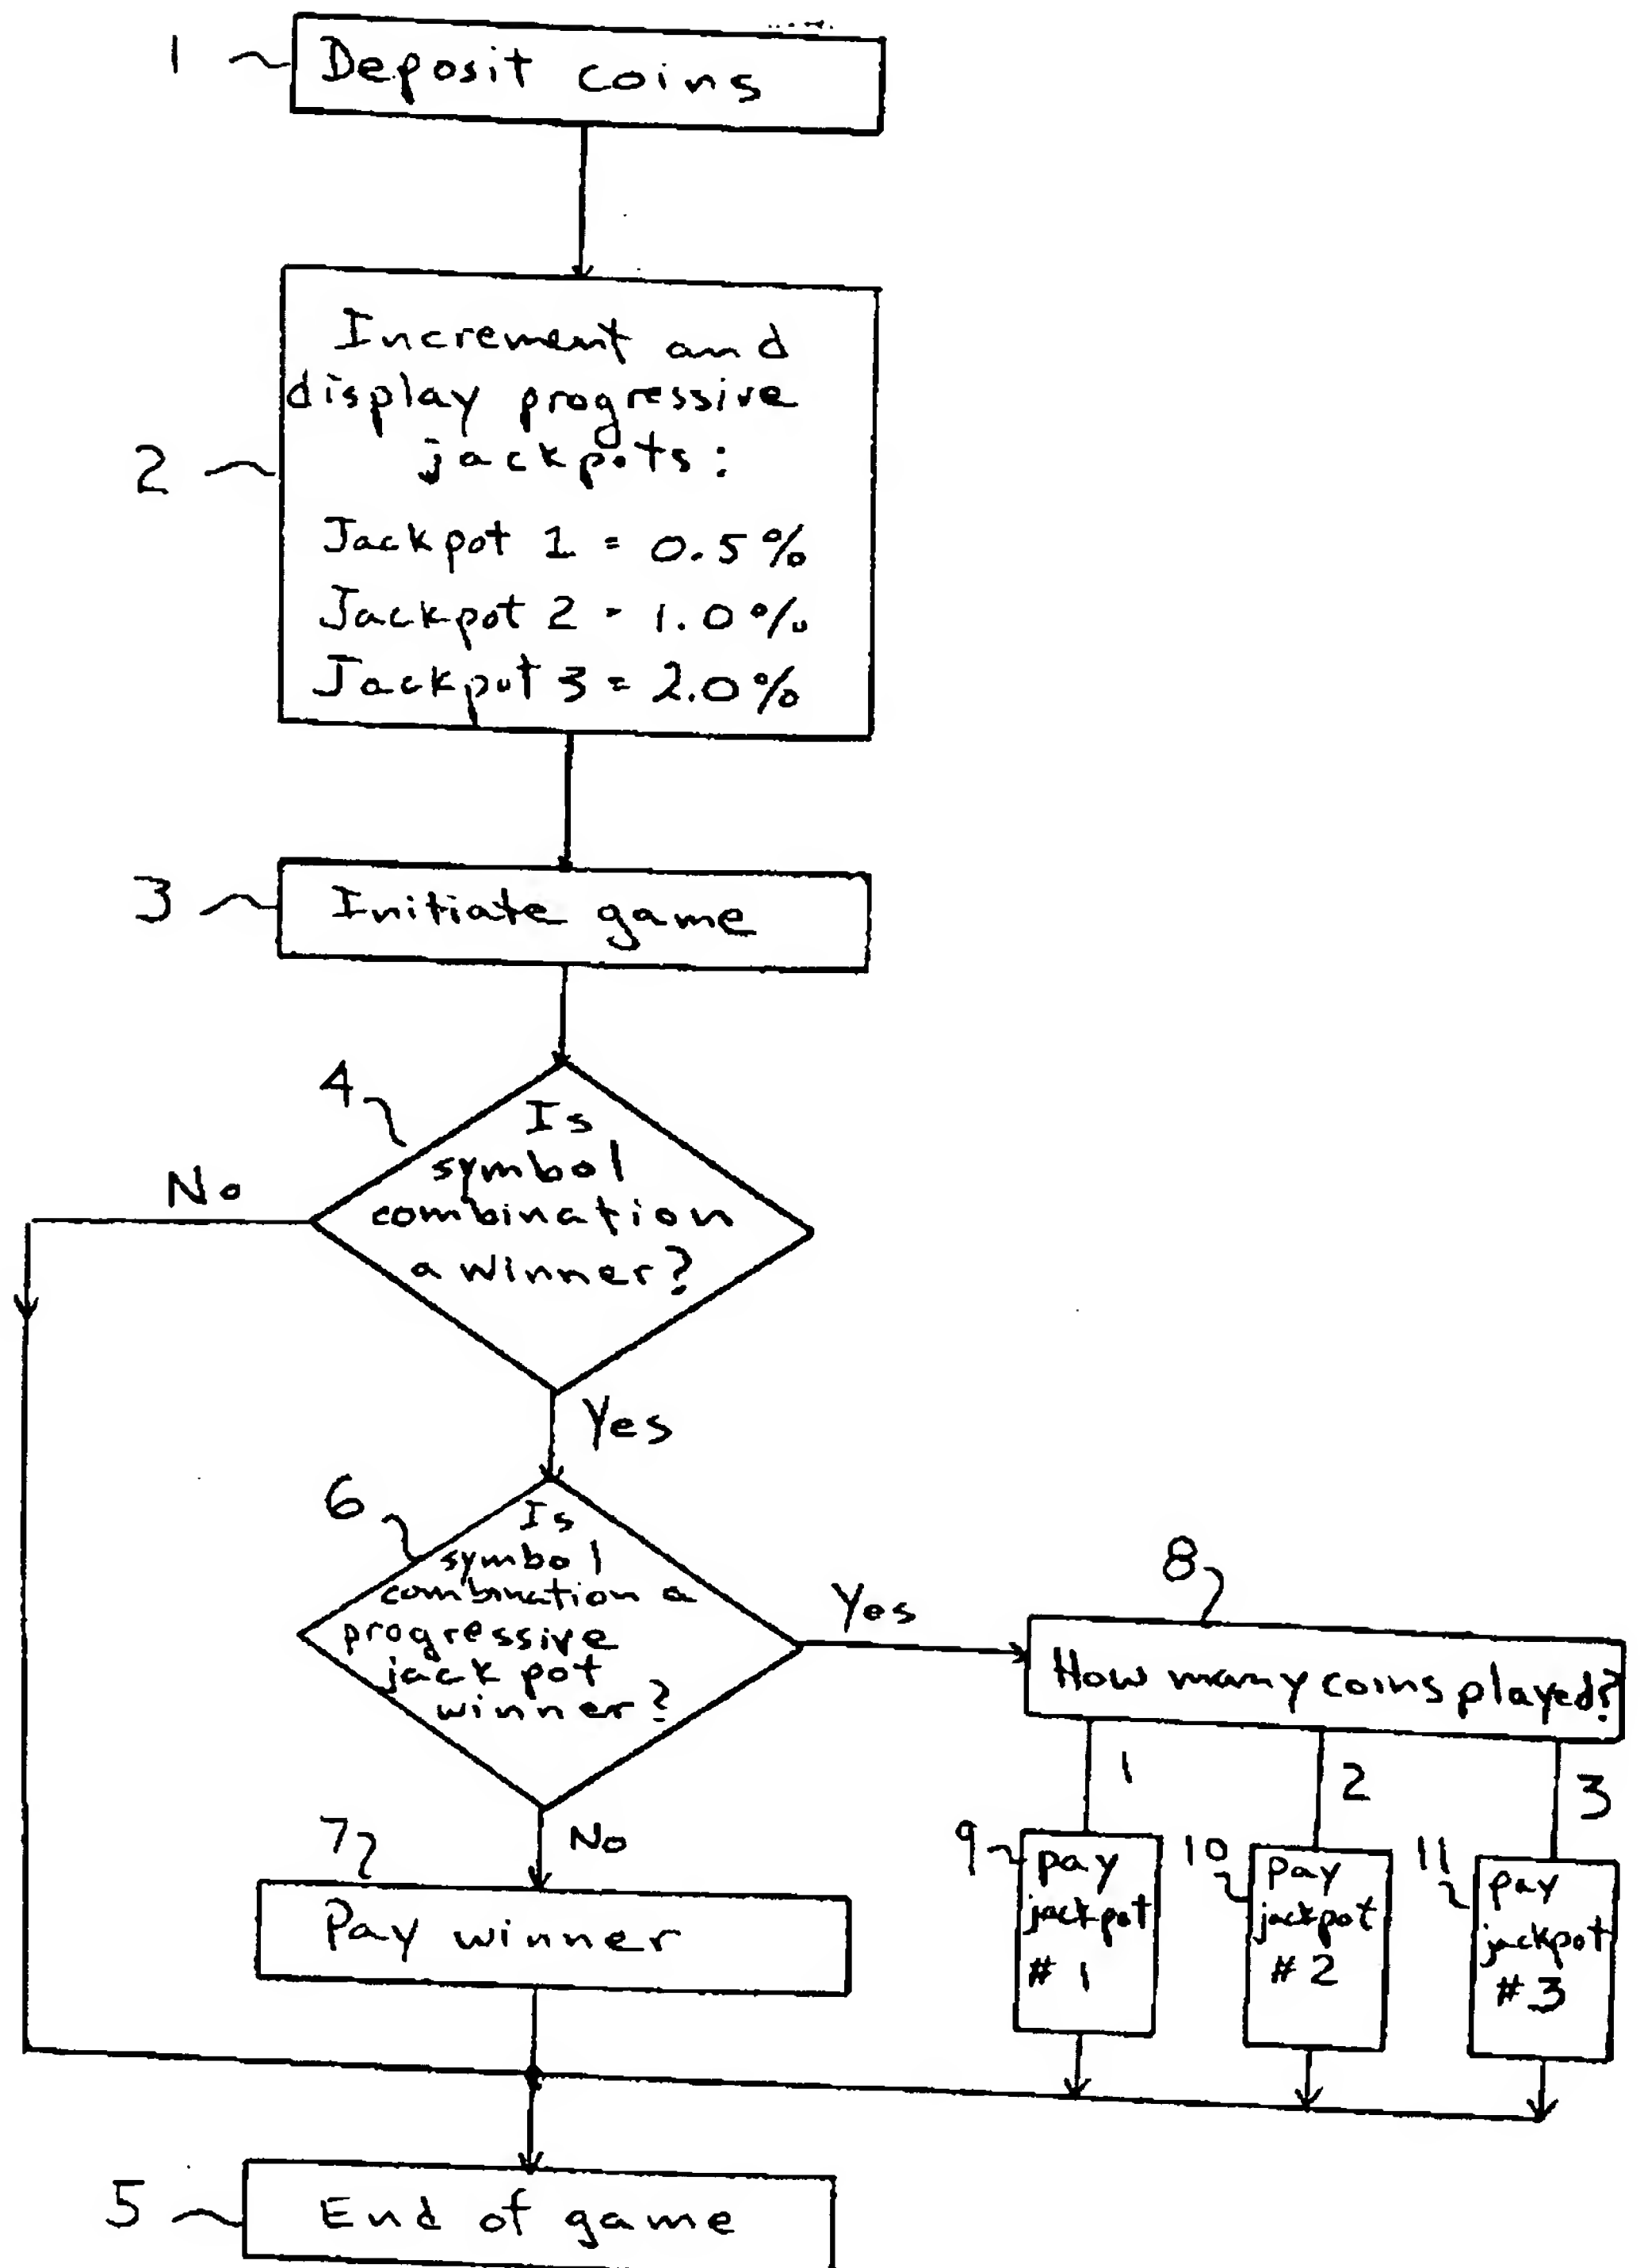 1
Deposit coins
2
Increment and
display progressive
jackpots:
Jackpot 1 = 0.5%
Jackpot 2 = 1.0%
Jackpot 3 = 2.0%
3
Initiate game
4
Is
symbol
combination
a winner?
No
Yes
6
Is
symbol
combination a
progressive
jack pot
winner?
Yes
8
How many coins played?
1
2
3
No
7
Pay winner
9
pay
jackpot
# 1
10
pay
jackpot
# 2
11
pay
jackpot
# 3
5
End of game